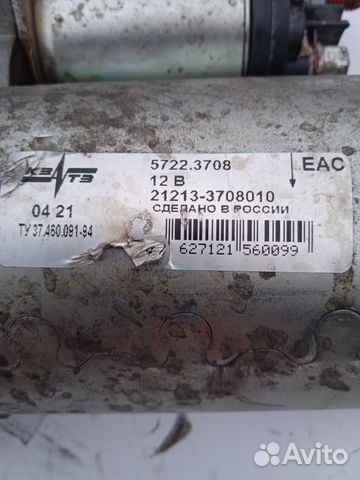 КЗАТЭ
5722.3708
EAC
12 В
04 21
21213-3708010
СДЕЛАНО В РОССИИ
ТУ 37.460.091-94
627121 560099
Avito